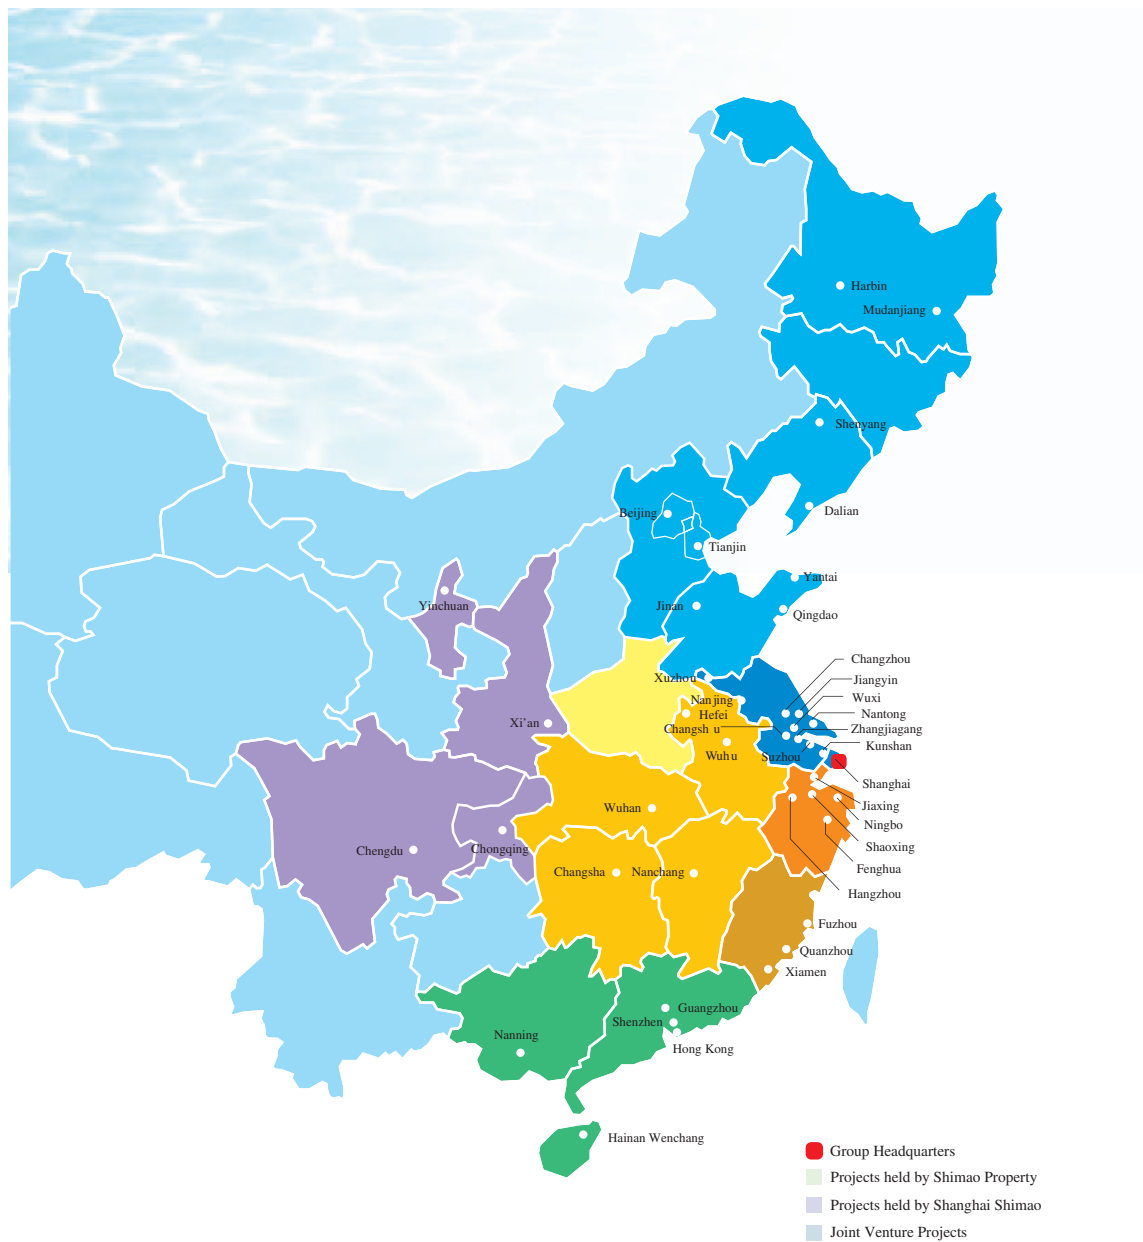 Harbin
Mudanjiang
Shenyang
Beijing
Dalian
Tianjin
Yantai
Yinchuan
Jinan
Qingdao
Changzhou
Xuzhou
Jiangyin
Nanjing
Wuxi
Hefei
Nantong
Xi'an
Changsh u
Zhangjiagang
Kunshan
Wuhu
Suzhou
Shanghai
Jiaxing
Wuhan
Ningbo
Shaoxing
Chengdu
Chongqing
Fenghua
Changsha
Nanchang
Hangzhou
Fuzhou
Quanzhou
Xiamen
Guangzhou
Shenzhen
Nanning
Hong Kong
Hainan Wenchang
Group Headquarters
Projects held by Shimao Property
Projects held by Shanghai Shimao
Joint Venture Projects